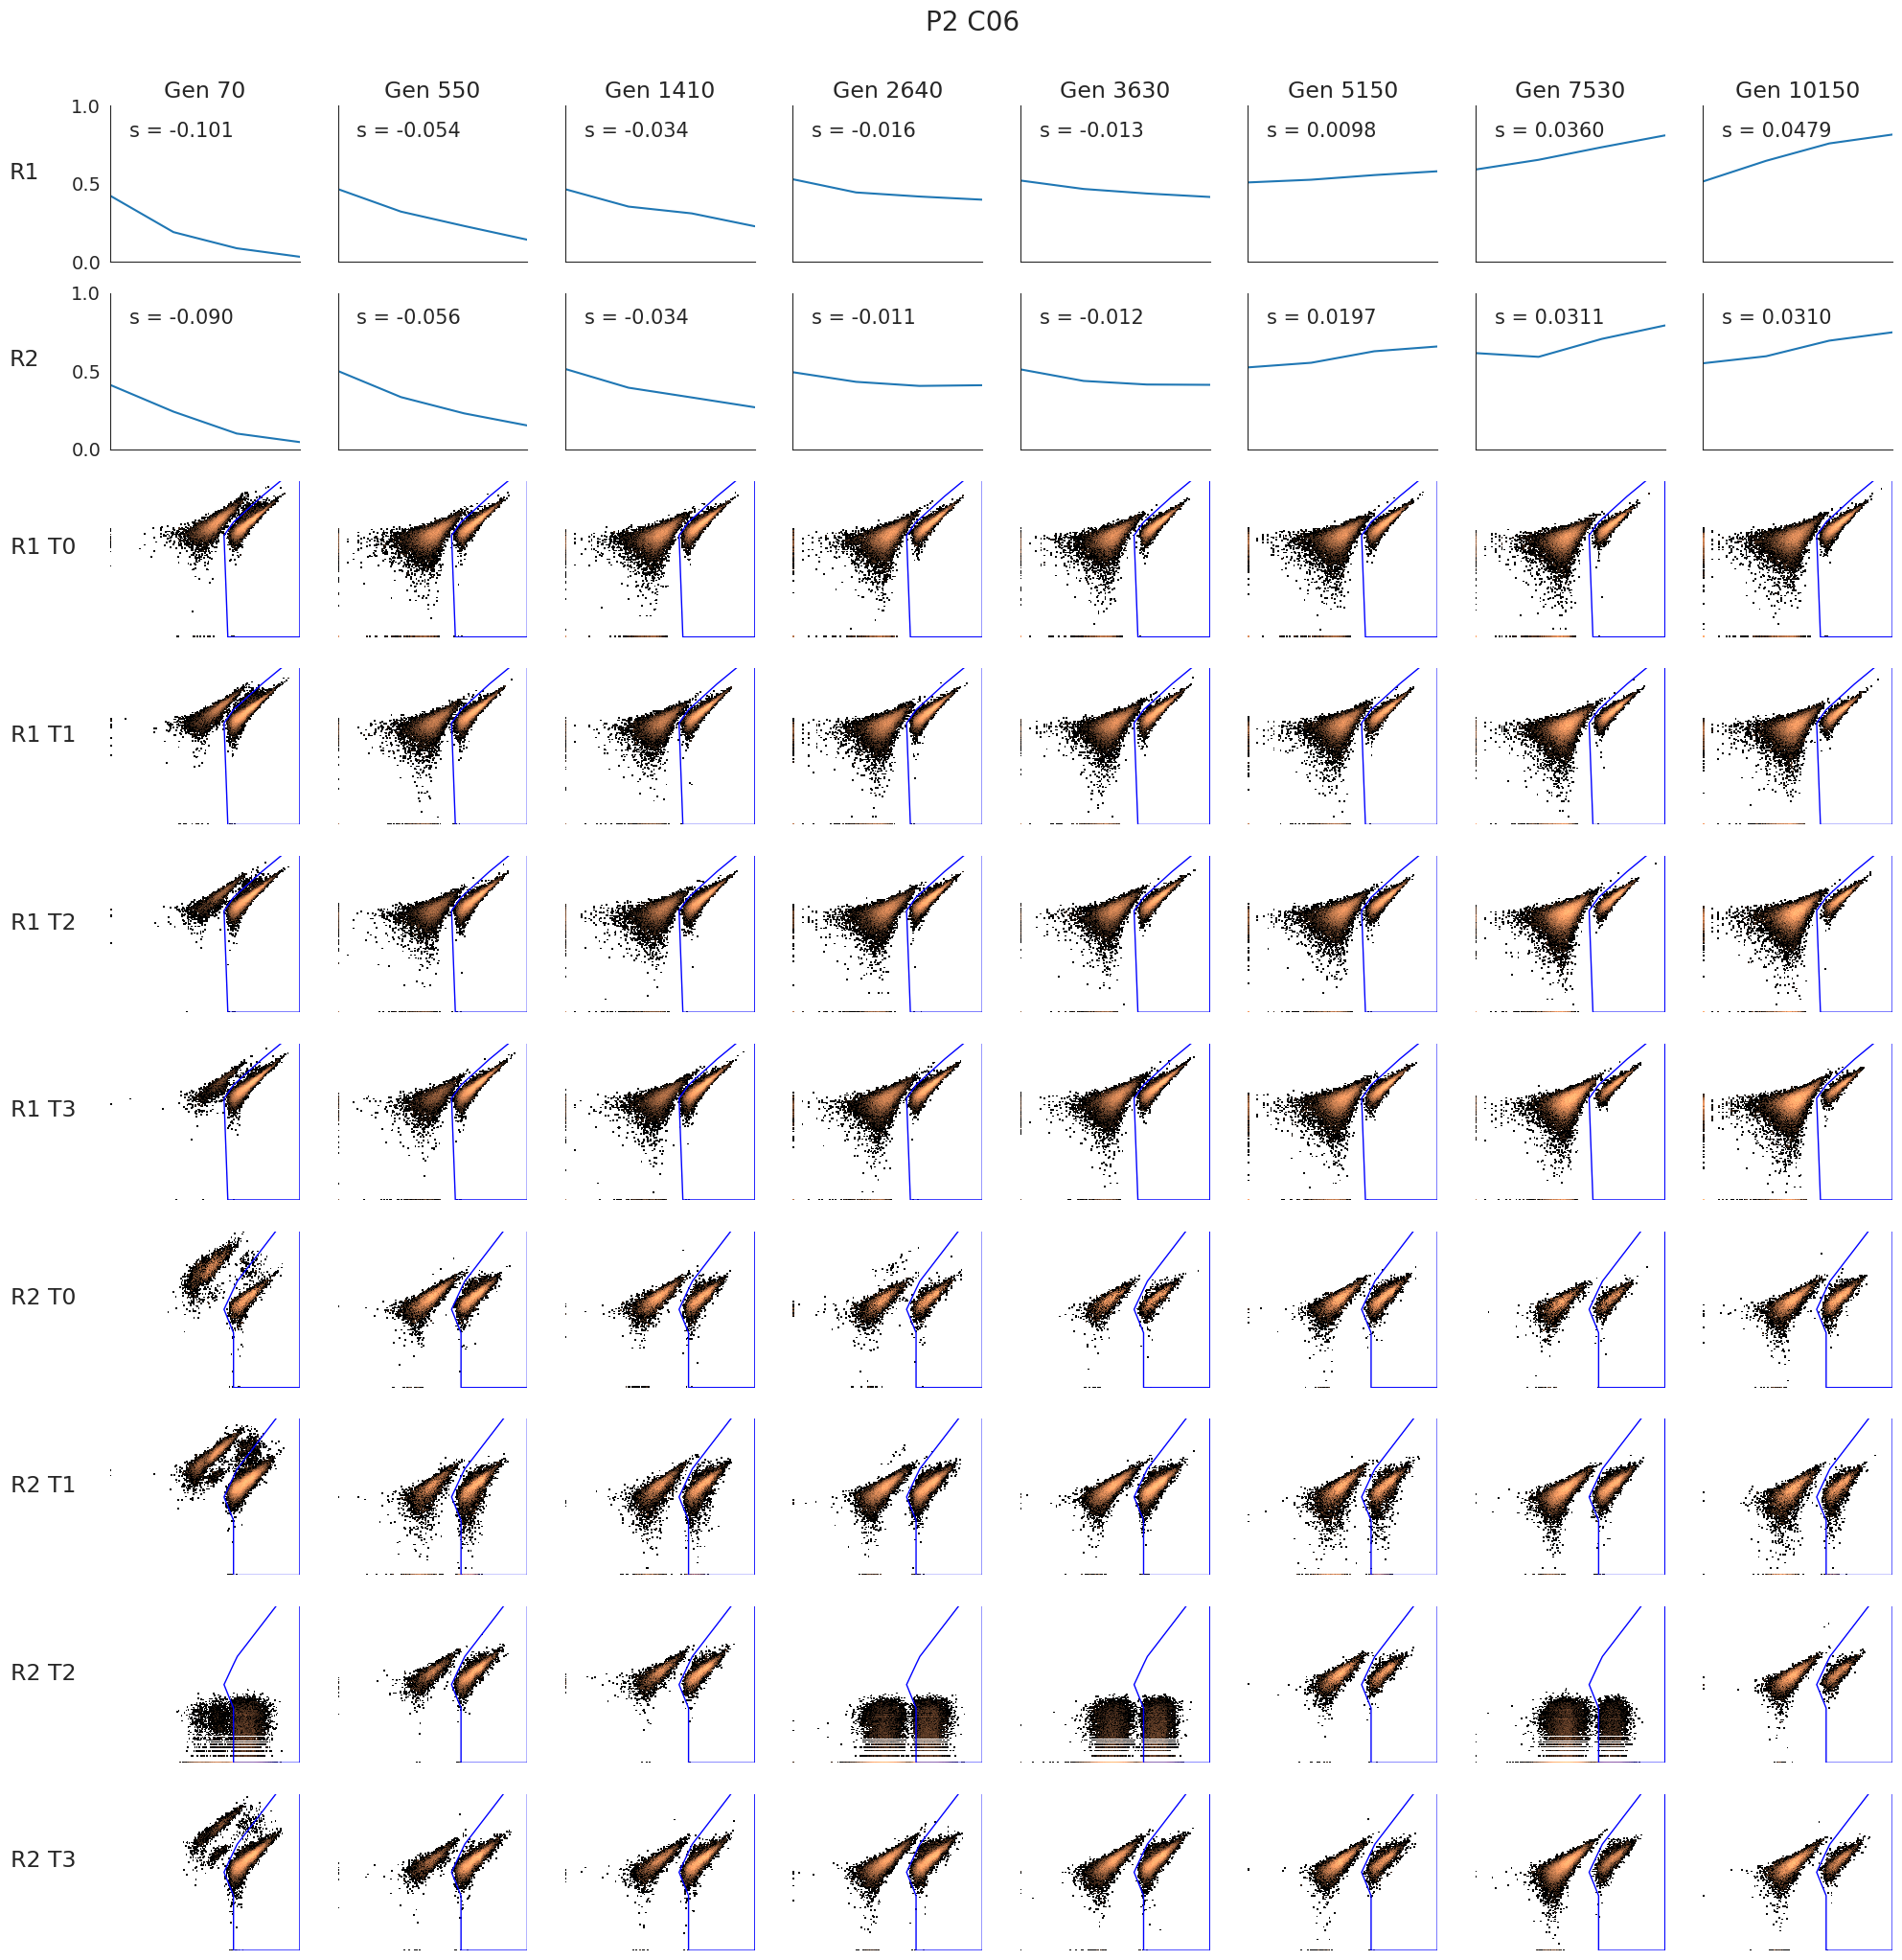 P2 C06
Gen 70 Gen 550 Gen 1410 Gen 2640 Gen 3630 Gen 5150 Gen 7530 Gen 10150
1.0
s = -0.101 s = -0.054 s = -0.034 s = -0.016 s = -0.013 s = 0.0098 s = 0.0360 s = 0.0479
R1
0.5
0.0
1.0
s = -0.090 s = -0.056 s = -0.034 s = -0.011 s = -0.012 s = 0.0197 s = 0.0311 s = 0.0310
R2
0.5
0.0
R1 T0
R1 T1
R1 T2
R1 T3
R2 T0
R2 T1
R2 T2
R2 T3